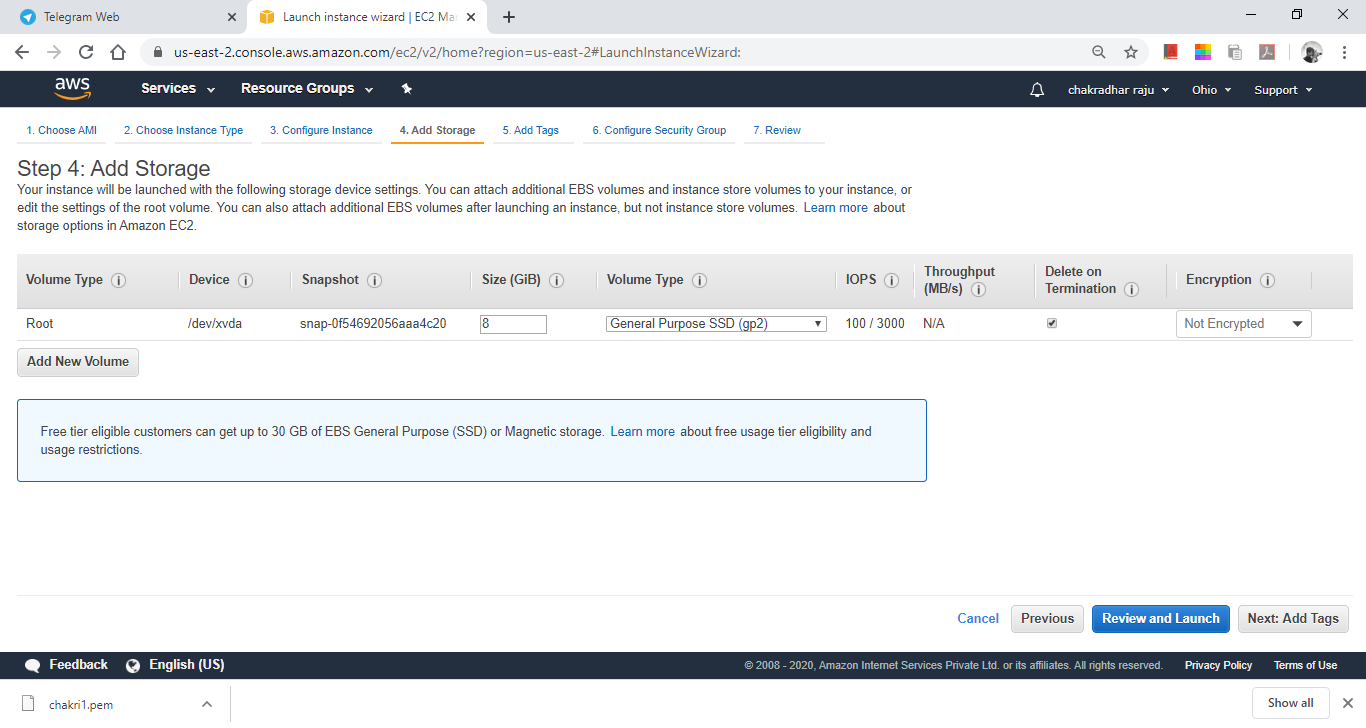 Telegram Web
Launch instance wizard | EC2 Ma
us-east-2.console.aws.amazon.com/ec2/v2/home?region=us-east-2#LaunchInstanceWizard:
aws Services Resource Groups chakradhar raju Ohio Support
1. Choose AMI 2. Choose Instance Type 3. Configure Instance 4. Add Storage 5. Add Tags 6. Configure Security Group 7. Review
Step 4: Add Storage
Your instance will be launched with the following storage device settings. You can attach additional EBS volumes and instance store volumes to your instance, or
edit the settings of the root volume. You can also attach additional EBS volumes after launching an instance, but not instance store volumes. Learn more about
storage options in Amazon EC2.
Volume Type Device Snapshot Size (GiB) Volume Type IOPS Throughput (MB/s) Delete on Termination Encryption
Root /dev/xvda snap-0f54692056aaa4c20 8 General Purpose SSD (gp2) 100 / 3000 N/A Not Encrypted
Add New Volume
Free tier eligible customers can get up to 30 GB of EBS General Purpose (SSD) or Magnetic storage. Learn more about free usage tier eligibility and
usage restrictions.
Cancel Previous Review and Launch Next: Add Tags
Feedback English (US) © 2008 - 2020, Amazon Internet Services Private Ltd. or its affiliates. All rights reserved. Privacy Policy Terms of Use
chakri1.pem Show all